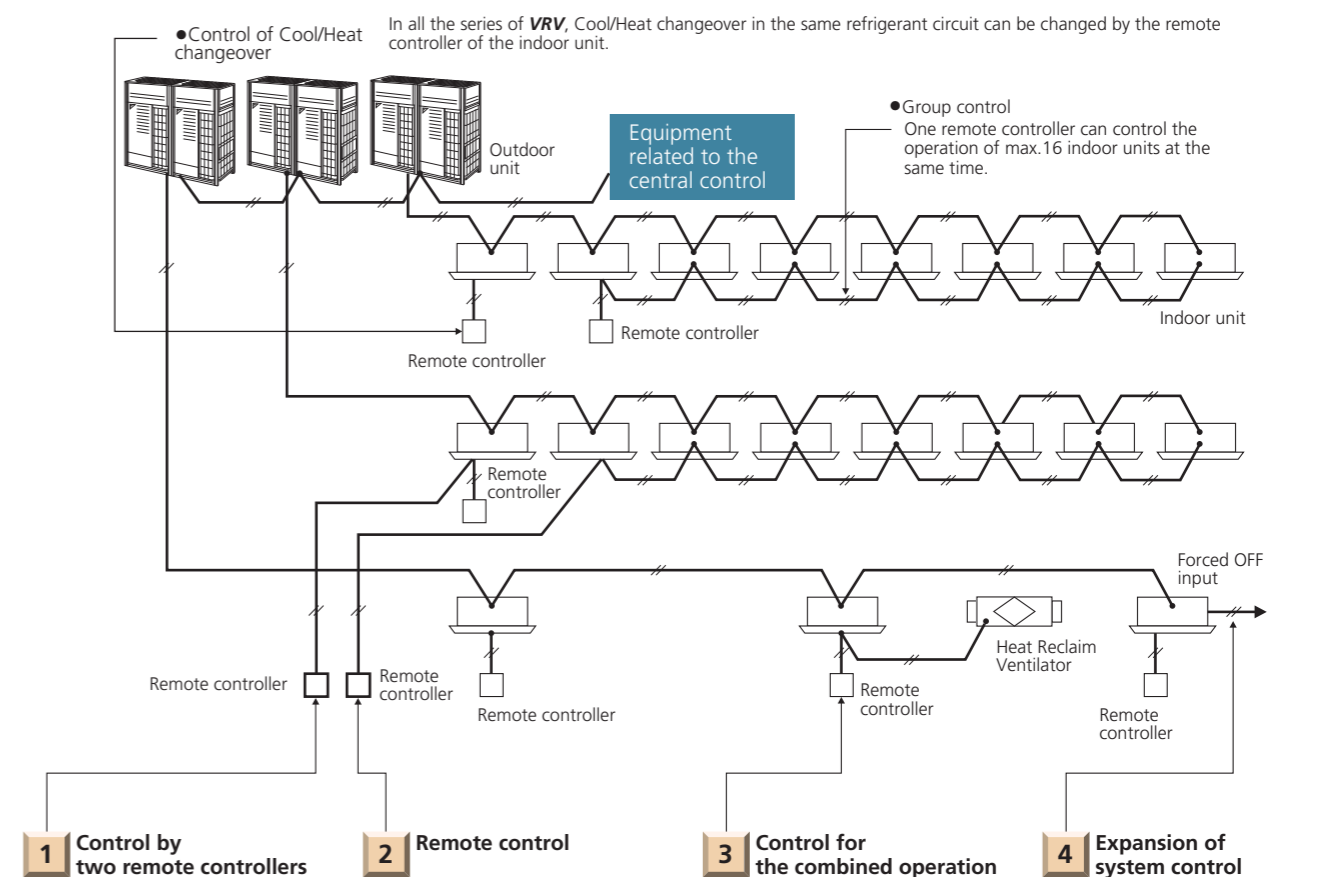 ●Control of Cool/Heat
changeover
In all the series of VRV, Cool/Heat changeover in the same refrigerant circuit can be changed by the remote
controller of the indoor unit.
●Group control
One remote controller can control the
operation of max.16 indoor units at the
same time.
Outdoor
unit
Equipment
related to the
central control
Indoor unit
Remote controller
Remote controller
Remote
controller
Forced OFF
input
Heat Reclaim
Ventilator
Remote controller
Remote
controller
Remote controller
Remote
controller
Remote
controller
1
Control by
two remote controllers
2
Remote control
3
Control for
the combined operation
4
Expansion of
system control